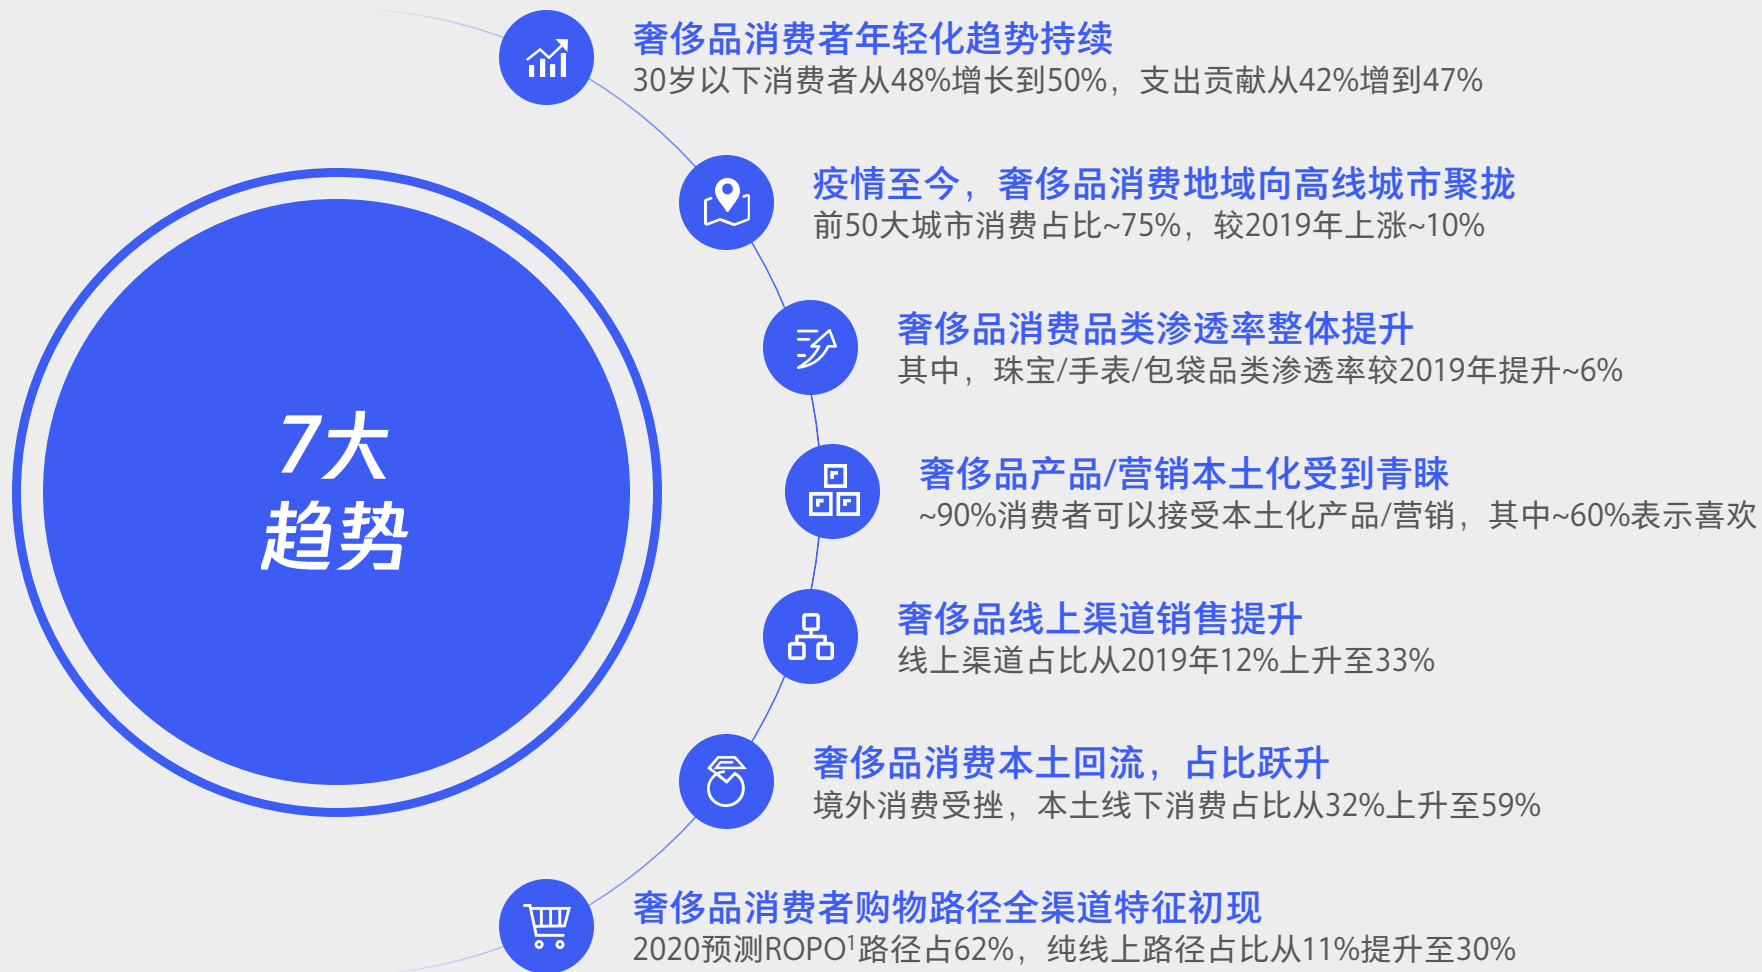 7大
趋势
奢侈品消费者年轻化趋势持续
30岁以下消费者从48%增长到50%，支出贡献从42%增到47%
疫情至今，奢侈品消费地域向高线城市聚拢
前50大城市消费占比~75%，较2019年上涨~10%
奢侈品消费品类渗透率整体提升
其中，珠宝/手表/包袋品类渗透率较2019年提升~6%
奢侈品产品/营销本土化受到青睐
~90%消费者可以接受本土化产品/营销，其中~60%表示喜欢
奢侈品线上渠道销售提升
线上渠道占比从2019年12%上升至33%
奢侈品消费本土回流，占比跃升
境外消费受挫，本土线下消费占比从32%上升至59%
奢侈品消费者购物路径全渠道特征初现
2020预测ROPO¹路径占62%，纯线上路径占比从11%提升至30%